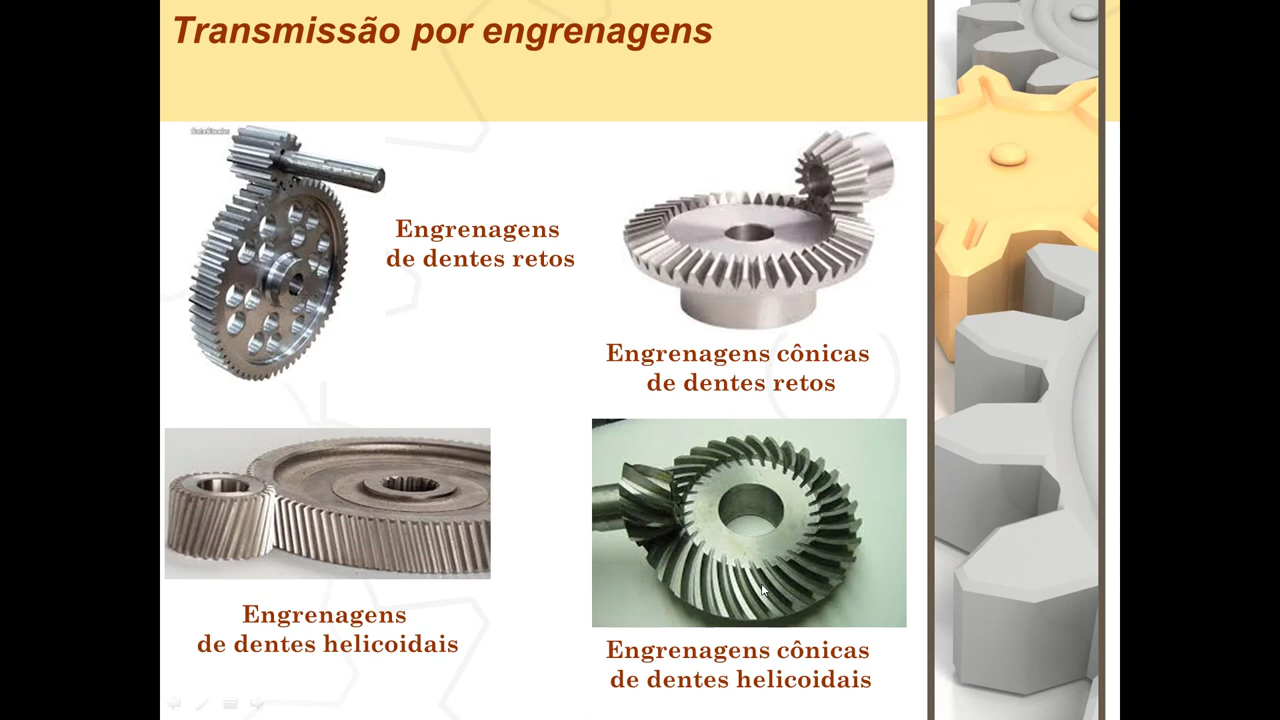 Transmissão por engrenagens
Engrenagens
de dentes retos
Engrenagens cônicas
de dentes retos
Engrenagens
de dentes helicoidais
Engrenagens cônicas
de dentes helicoidais